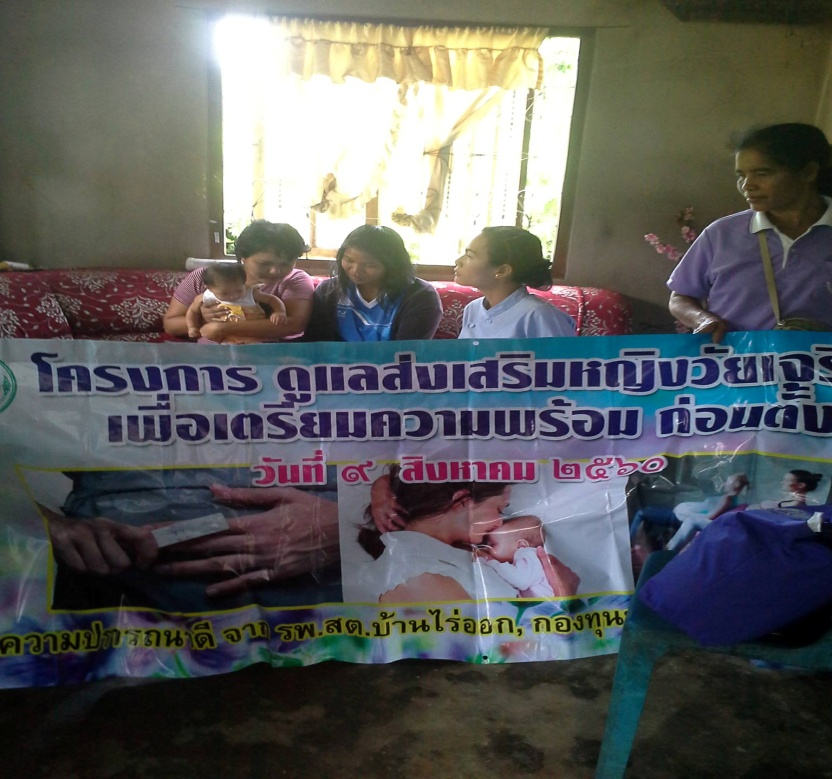 โครงการ ดูแลส่งเสริมหญิงวัยเจริ
เพื่อเตรียมความพร้อม ก่อนตั้ง
วันที่ ๙ สิงหาคม ๒๕๖๐
ความปรารถนาดี จาก รพ.สต.บ้านไร่ออก, กองทุน